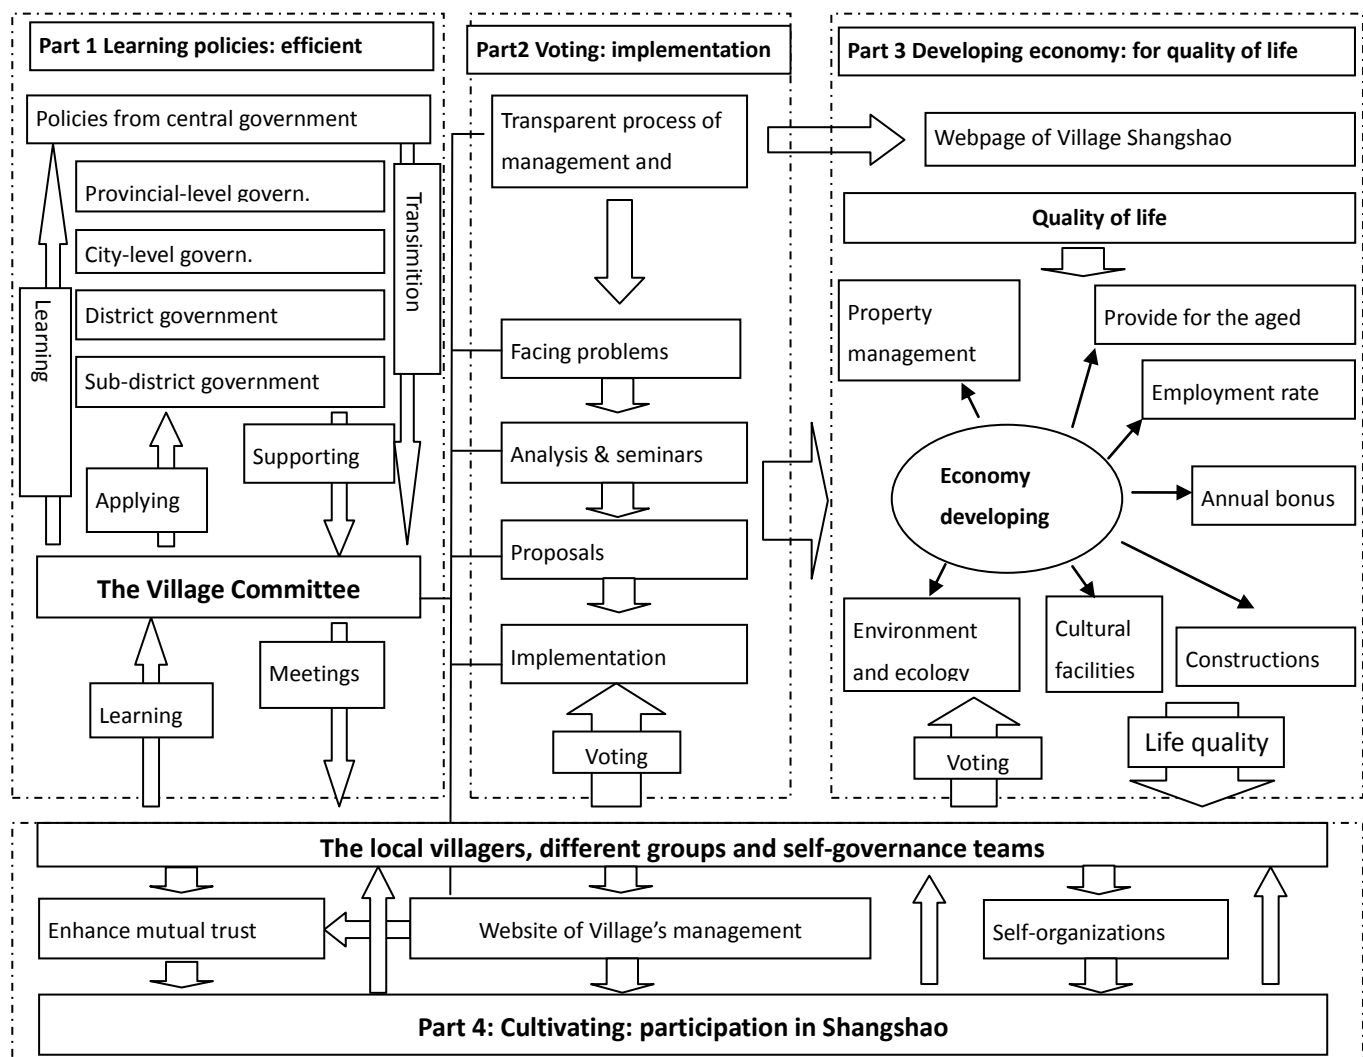 Part 1 Learning policies: efficient
Policies from central government
Provincial-level govern.
City-level govern.
District government
Sub-district government
Learning
Transimition
Applying
Supporting
The Village Committee
Learning
Meetings
Part2 Voting: implementation
Transparent process of
management and
Facing problems
Analysis & seminars
Proposals
Implementation
Voting
Part 3 Developing economy: for quality of life
Webpage of Village Shangshao
Quality of life
Property
management
Provide for the aged
Employment rate
Economy
developing
Annual bonus
Environment
and ecology
Cultural
facilities
Constructions
Voting
Life quality
The local villagers, different groups and self-governance teams
Enhance mutual trust
Website of Village’s management
Self-organizations
Part 4: Cultivating: participation in Shangshao